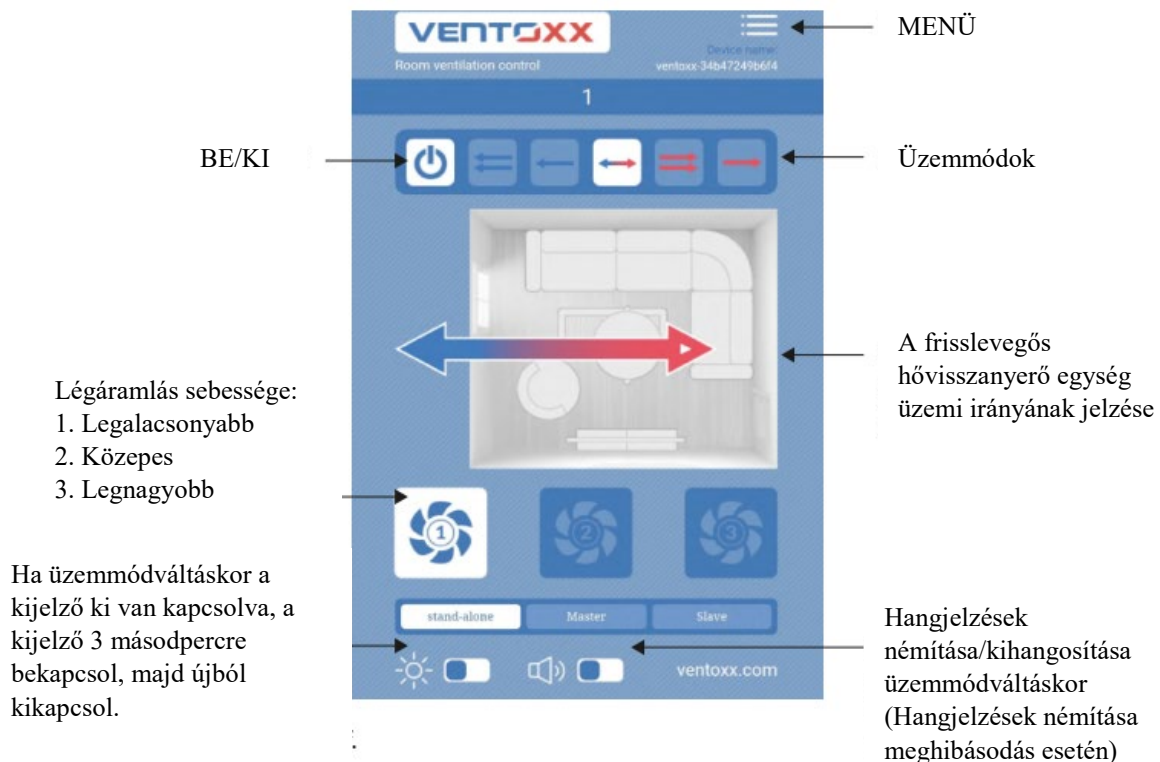 VENTOXX
MENÜ
Device name:
Room ventilation control
ventoxx-34b47249b6f4
1
BE/KI
Üzemmódok
A frisslevegős
hővisszanyerő egység
üzemi irányának jelzése
Légáramlás sebessége:
1. Legalacsonyabb
2. Közepes
3. Legnagyobb
1
2
3
Ha üzemmódváltáskor a
kijelző ki van kapcsolva, a
kijelző 3 másodpercre
bekapcsol, majd újból
kikapcsol.
stand-alone
Master
Slave
ventoxx.com
Hangjelzések
némítása/kihangosítása
üzemmódváltáskor
(Hangjelzések némítása
meghibásodás esetén)